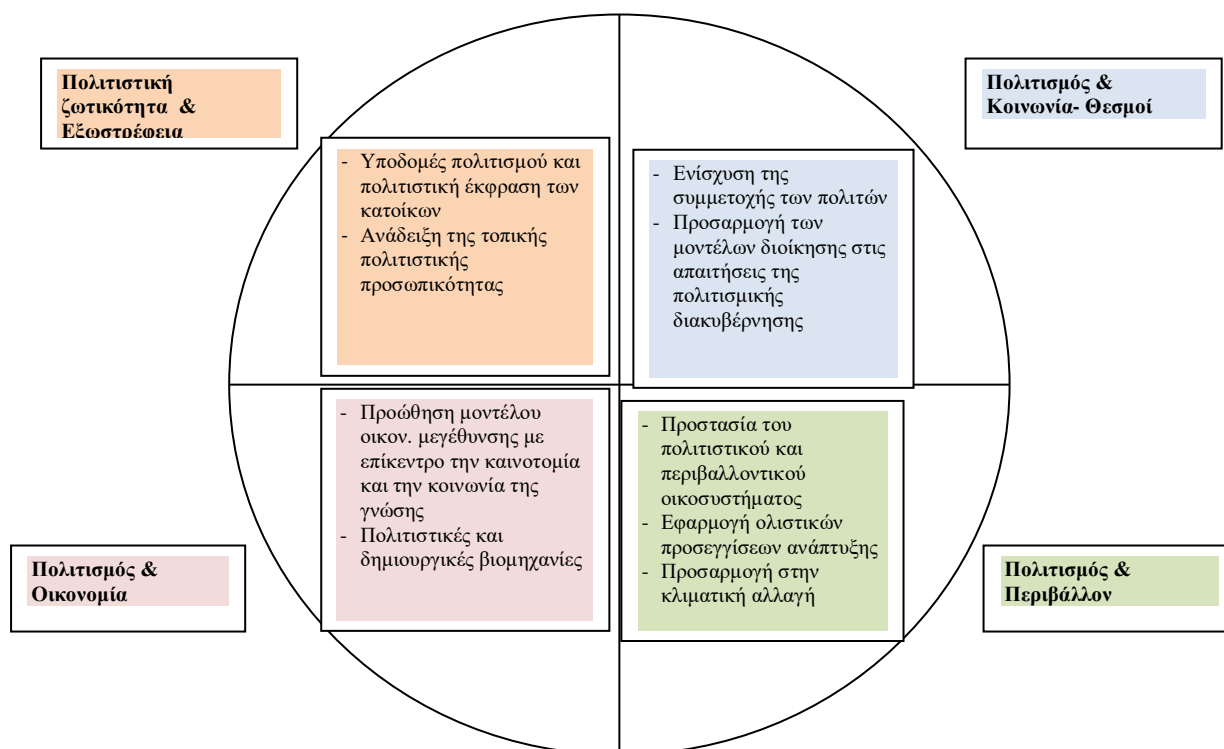 Πολιτιστική
ζωτικότητα &
Εξωστρέφεια
Πολιτισμός &
Κοινωνία- Θεσμοί
- Υποδομές πολιτισμού και
πολιτιστική έκφραση των
κατοίκων
- Ανάδειξη της τοπικής
πολιτιστικής
προσωπικότητας
- Ενίσχυση της
συμμετοχής των πολιτών
- Προσαρμογή των
μοντέλων διοίκησης στις
απαιτήσεις της
πολιτισμικής
διακυβέρνησης
- Προώθηση μοντέλου
οικον. μεγέθυνσης με
επίκεντρο την καινοτομία
και την κοινωνία της
γνώσης
- Πολιτιστικές και
δημιουργικές βιομηχανίες
- Προστασία του
πολιτιστικού και
περιβαλλοντικού
οικοσυστήματος
- Εφαρμογή ολιστικών
προσεγγίσεων ανάπτυξης
- Προσαρμογή στην
κλιματική αλλαγή
Πολιτισμός &
Οικονομία
Πολιτισμός &
Περιβάλλον